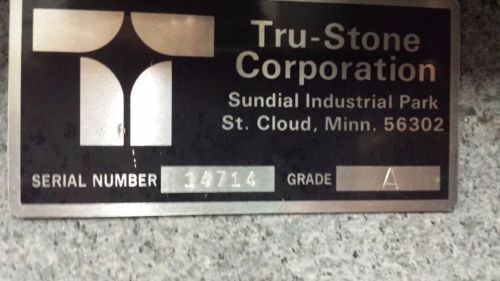 Tru-Stone
Corporation
Sundial Industrial Park
St. Cloud, Minn. 56302
SERIAL NUMBER 14714 GRADE A